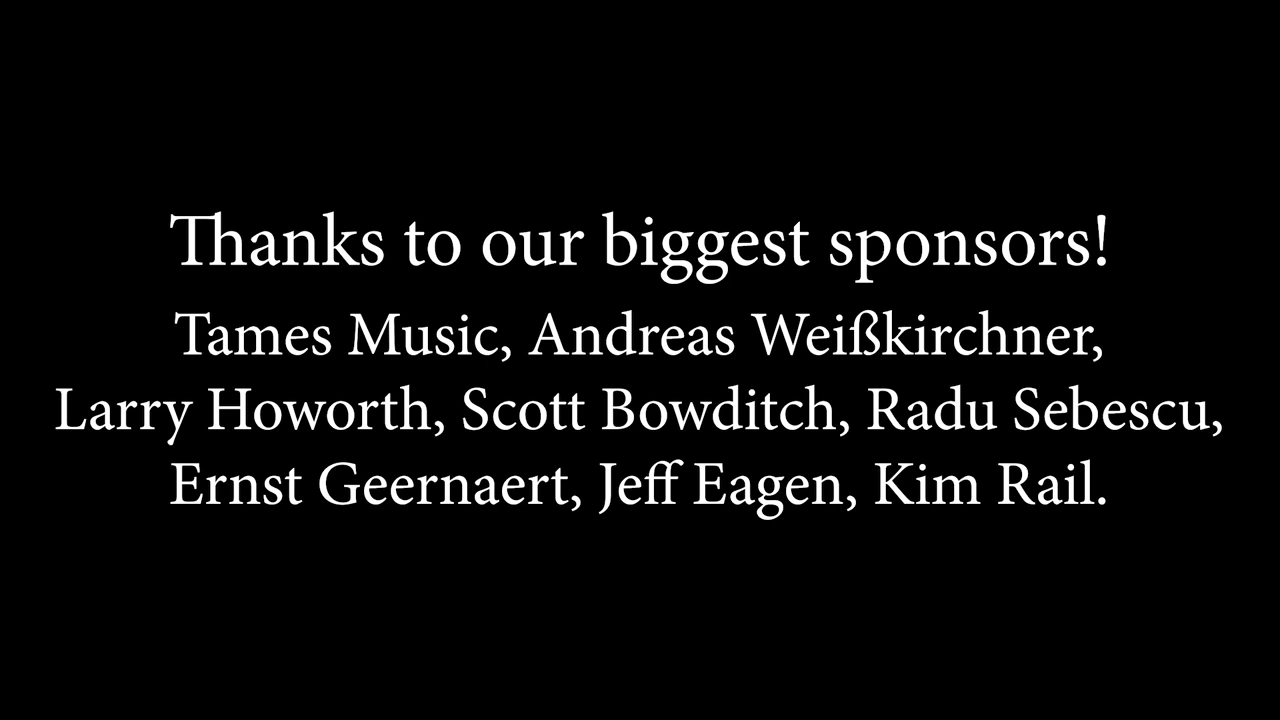 Thanks to our biggest sponsors!
Tames Music, Andreas Weißkirchner,
Larry Howorth, Scott Bowditch, Radu Sebescu,
Ernst Geernaert, Jeff Eagen, Kim Rail.